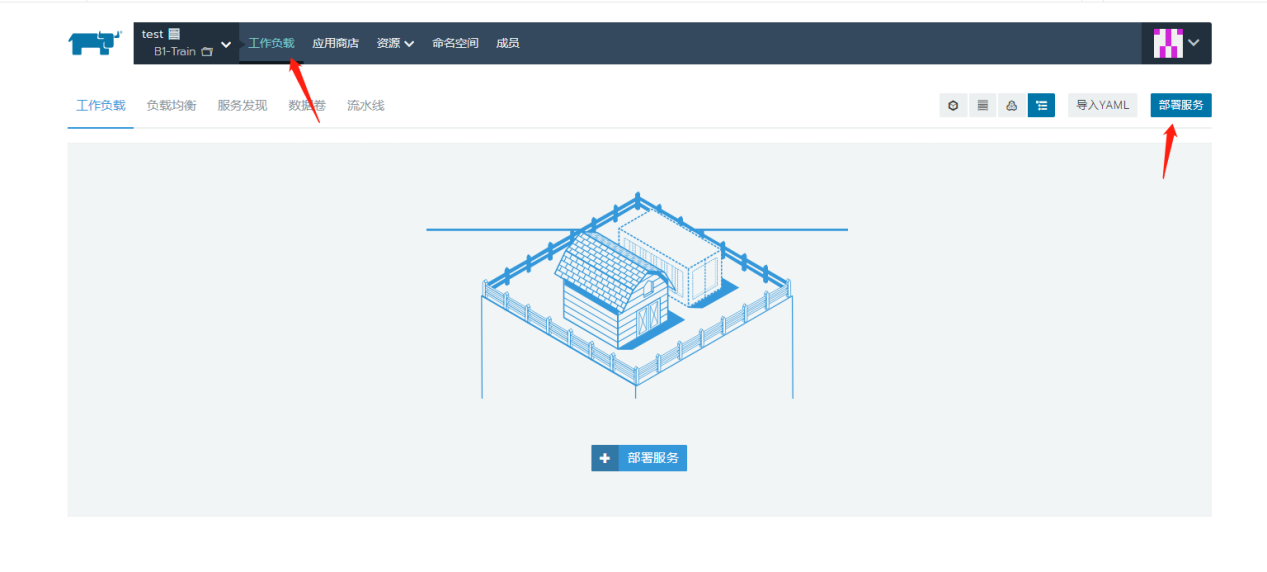 test
B1-Train
工作负载 应用商店 资源 命名空间 成员
工作负载 负载均衡 服务发现 数据卷 流水线 导入YAML 部署服务
部署服务